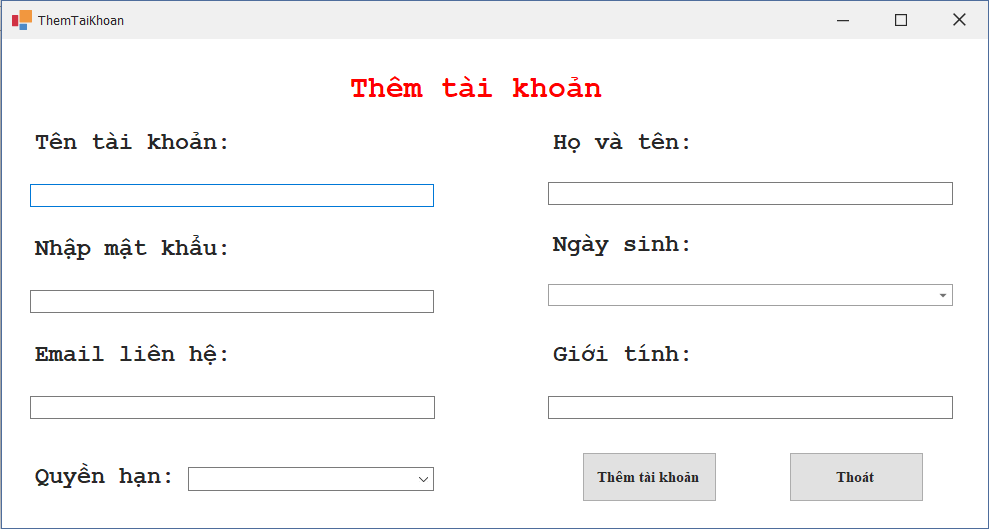 ThemTaiKhoan
Thêm tài khoản
Tên tài khoản:
Họ và tên:
Nhập mật khẩu:
Ngày sinh:
Email liên hệ:
Giới tính:
Quyền hạn:
Thêm tài khoản
Thoát